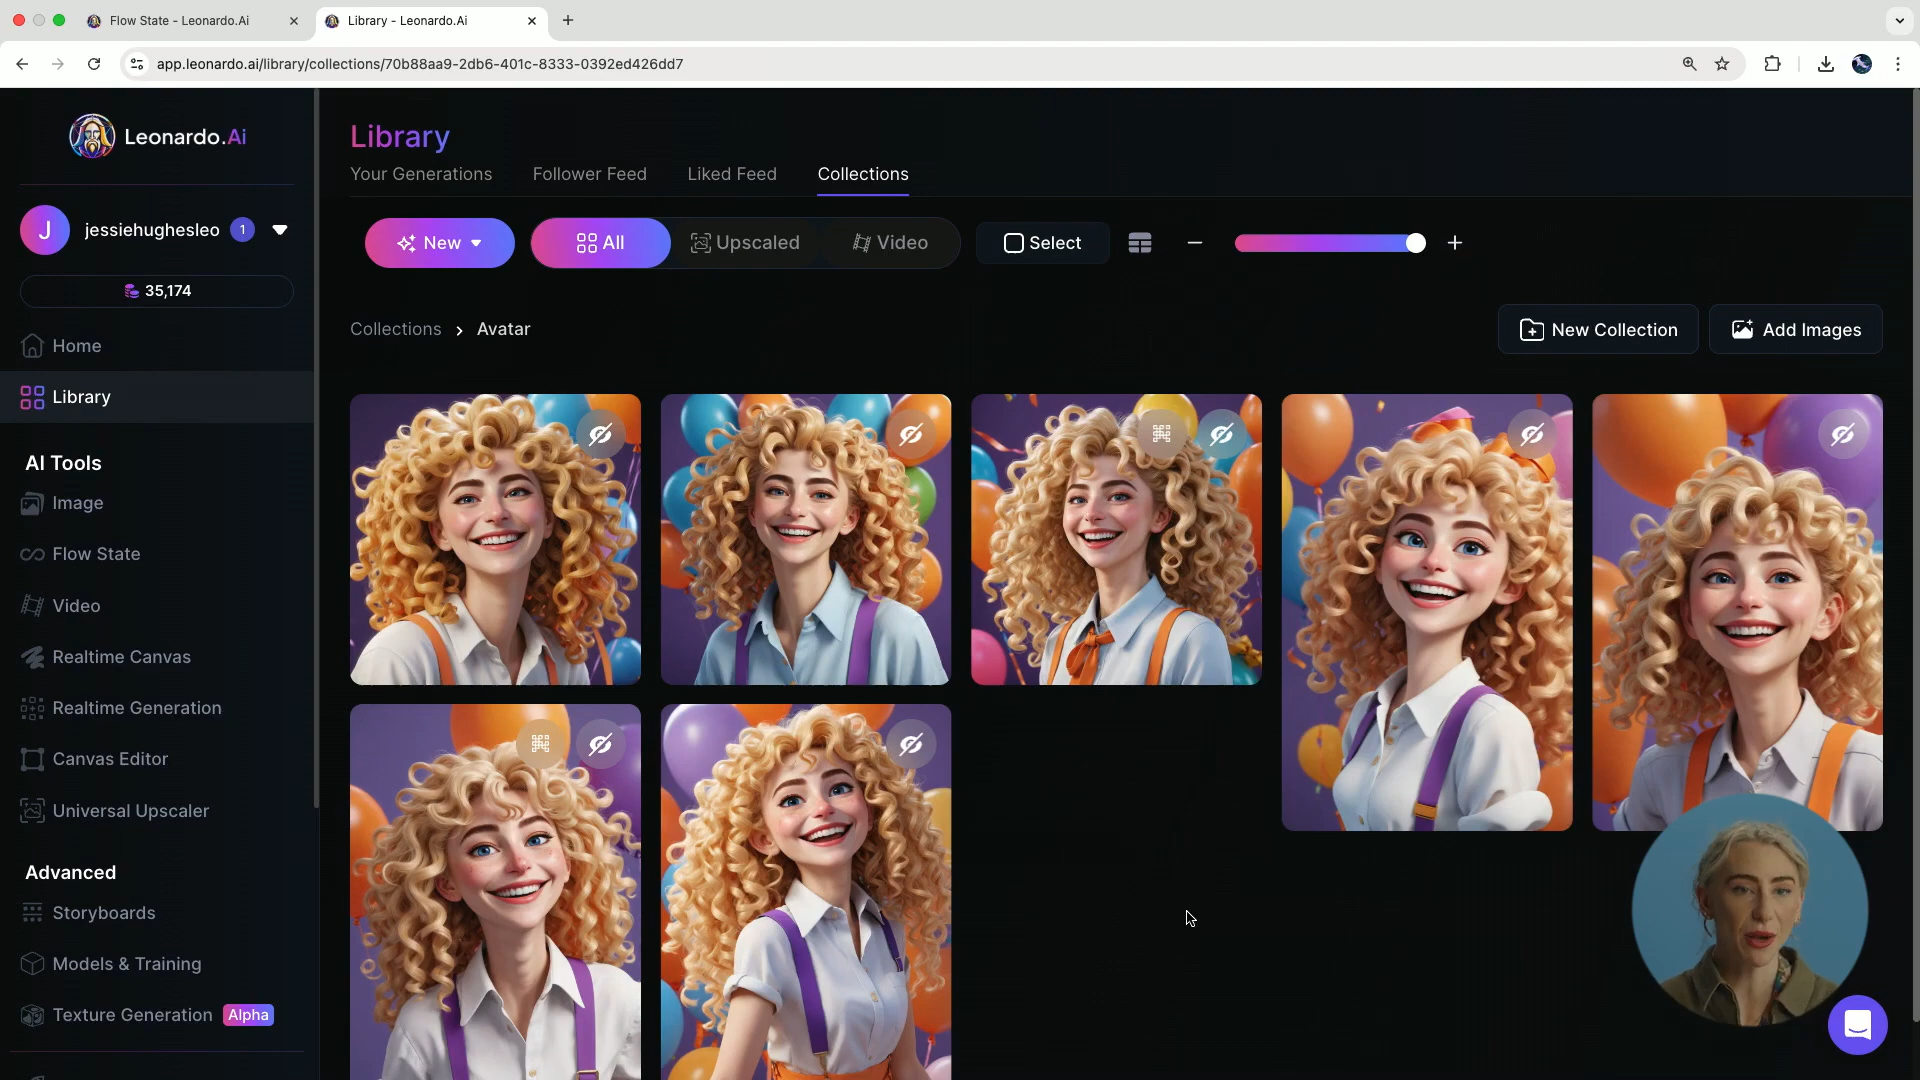 Flow State - Leonardo.Ai
Library - Leonardo.Ai
app.leonardo.ai/library/collections/70b88aa9-2db6-401c-8333-0392ed426dd7
Leonardo.Ai
J
jessiehughesleo
1
35,174
Home
Library
AI Tools
Image
Flow State
Video
Realtime Canvas
Realtime Generation
Canvas Editor
Universal Upscaler
Advanced
Storyboards
Models & Training
Texture Generation
Alpha
Library
Your Generations
Follower Feed
Liked Feed
Collections
New
All
Upscaled
Video
Select
Collections
Avatar
New Collection
Add Images